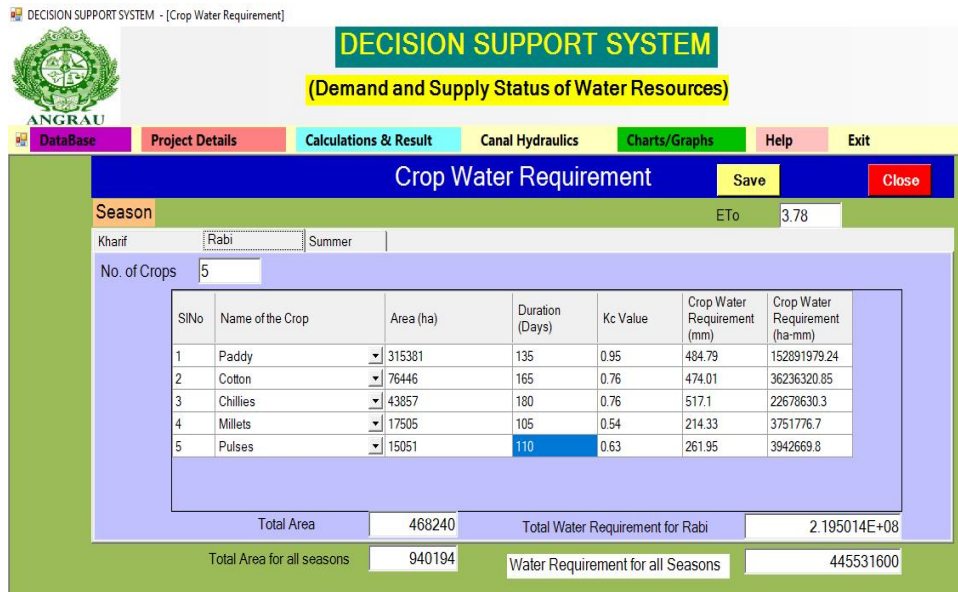 DECISION SUPPORT SYSTEM - [Crop Water Requirement]
DECISION SUPPORT SYSTEM
(Demand and Supply Status of Water Resources)
ANGRAU
DataBase Project Details Calculations & Result Canal Hydraulics Charts/Graphs Help Exit
Crop Water Requirement Save Close
Season ETo 3.78
Kharif Rabi Summer
No. of Crops 5
SlNo Name of the Crop Area (ha) Duration (Days) Kc Value Crop Water Requirement (mm) Crop Water Requirement (ha-mm)
1 Paddy 315381 135 0.95 484.79 152891979.24
2 Cotton 76446 165 0.76 474.01 36236320.85
3 Chillies 43857 180 0.76 517.1 22678630.3
4 Millets 17505 105 0.54 214.33 3751776.7
5 Pulses 15051 110 0.63 261.95 3942669.8
Total Area 468240 Total Water Requirement for Rabi 2.195014E+08
Total Area for all seasons 940194 Water Requirement for all Seasons 445531600